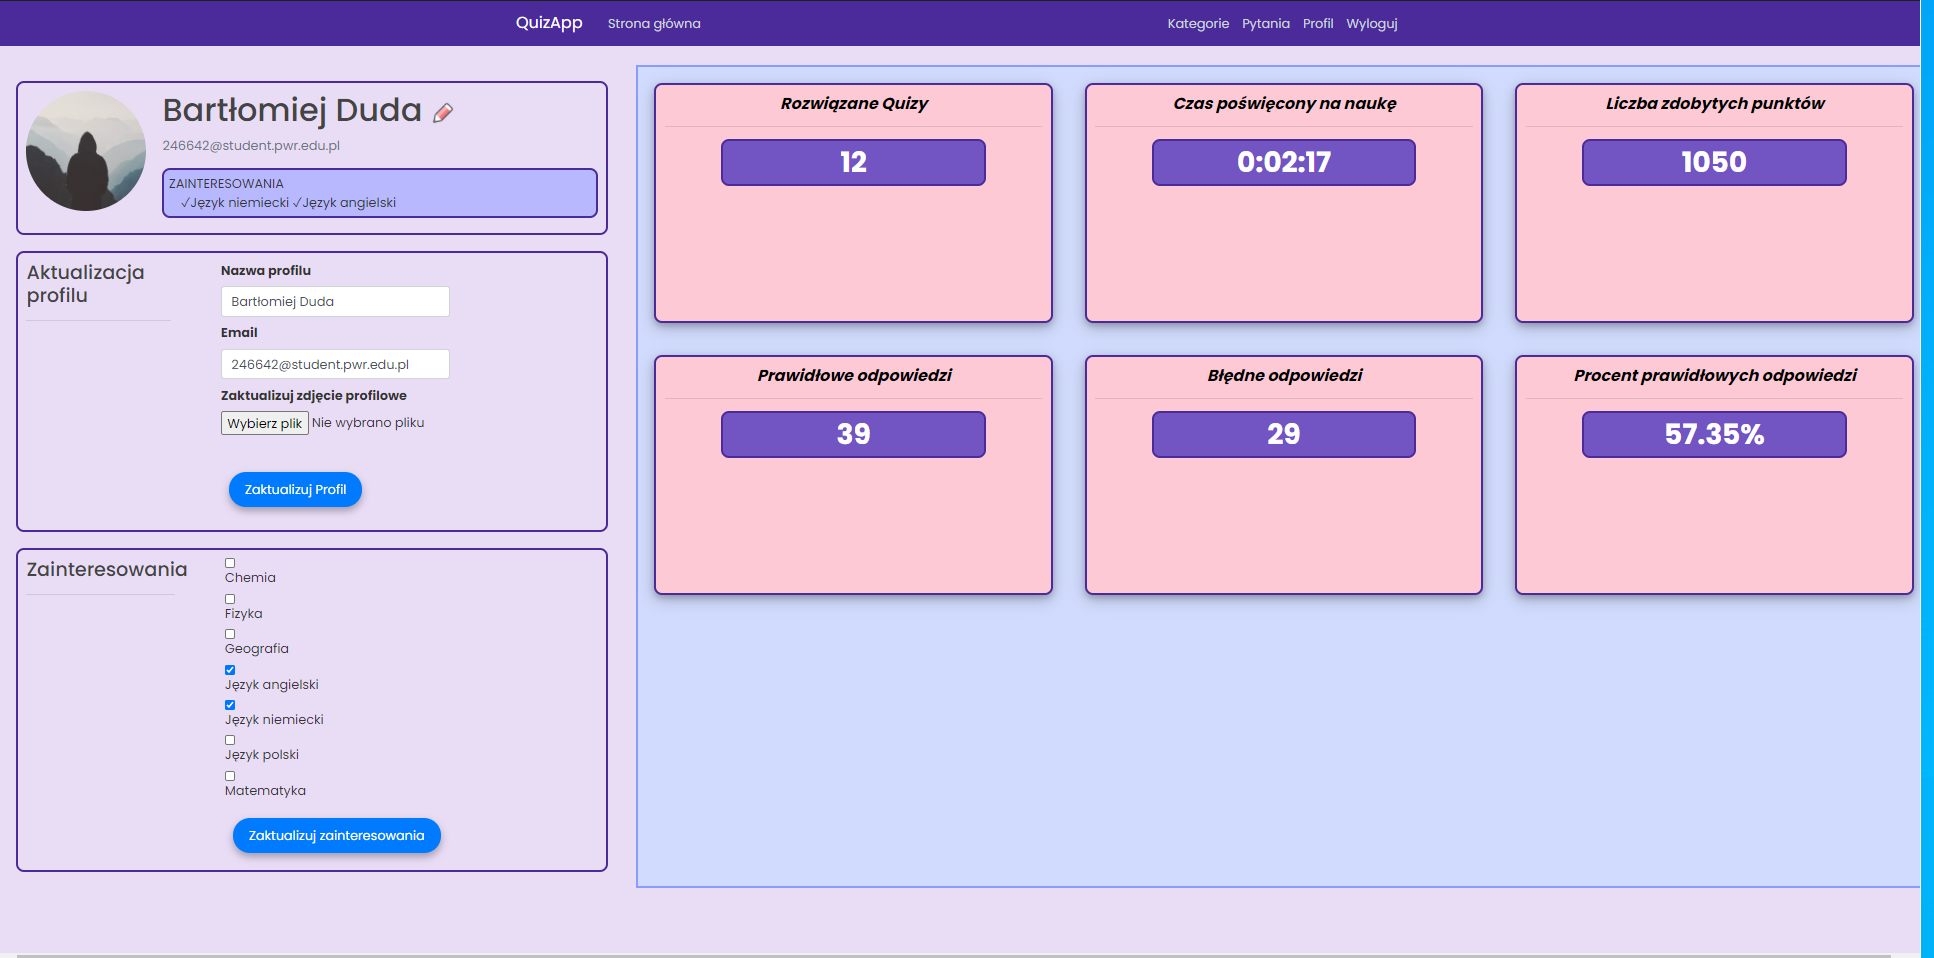 QuizApp Strona główna Kategorie Pytania Profil Wyloguj
Bartłomiej Duda
246642@student.pwr.edu.pl
ZAINTERESOWANIA
✓Język niemiecki ✓Język angielski
Aktualizacja
profilu
Nazwa profilu
Bartłomiej Duda
Email
246642@student.pwr.edu.pl
Zaktualizuj zdjęcie profilowe
Wybierz plik Nie wybrano pliku
Zaktualizuj Profil
Zainteresowania
Chemia
Fizyka
Geografia
Język angielski
Język niemiecki
Język polski
Matematyka
Zaktualizuj zainteresowania
Rozwiązane Quizy
12
Czas poświęcony na naukę
0:02:17
Liczba zdobytych punktów
1050
Prawidłowe odpowiedzi
39
Błędne odpowiedzi
29
Procent prawidłowych odpowiedzi
57.35%